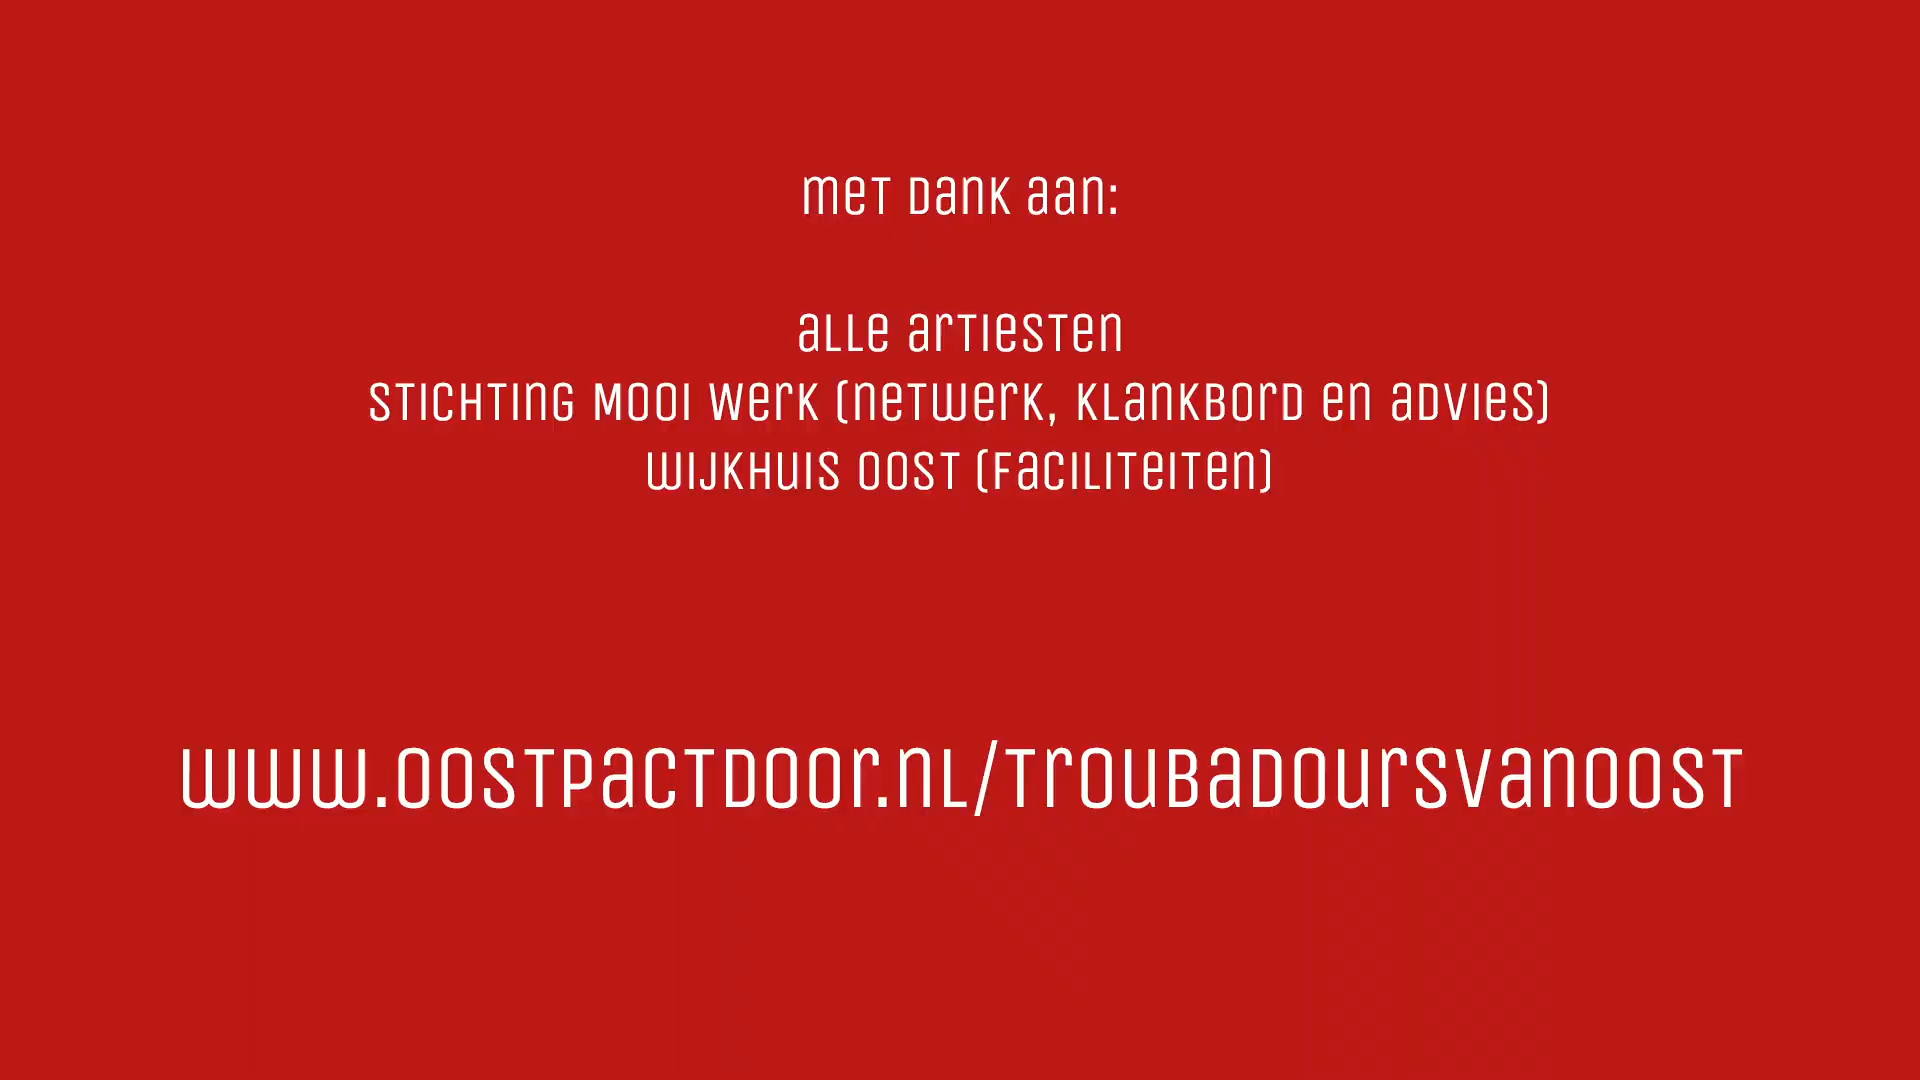 met dank aan:
alle artiesten
Stichting Mooi Werk (netwerk, klankbord en advies)
Wijkhuis Oost (faciliteiten)
www.oostpactdoor.nl/troubadoursvanoost